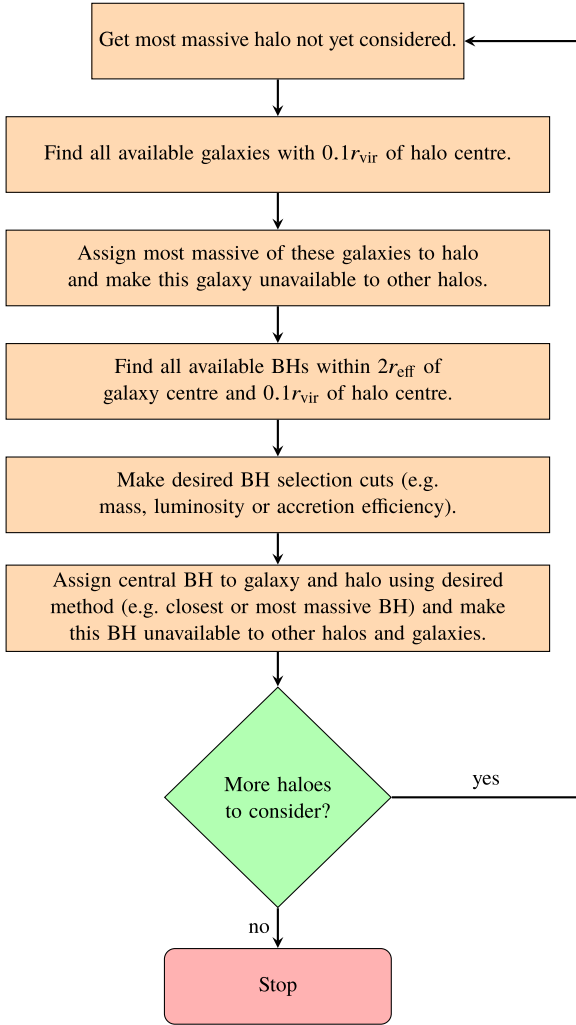 Get most massive halo not yet considered.
Find all available galaxies with 0.1r_vir of halo centre.
Assign most massive of these galaxies to halo
and make this galaxy unavailable to other halos.
Find all available BHs within 2r_eff of
galaxy centre and 0.1r_vir of halo centre.
Make desired BH selection cuts (e.g.
mass, luminosity or accretion efficiency).
Assign central BH to galaxy and halo using desired
method (e.g. closest or most massive BH) and make
this BH unavailable to other halos and galaxies.
More haloes
to consider?
yes
no
Stop